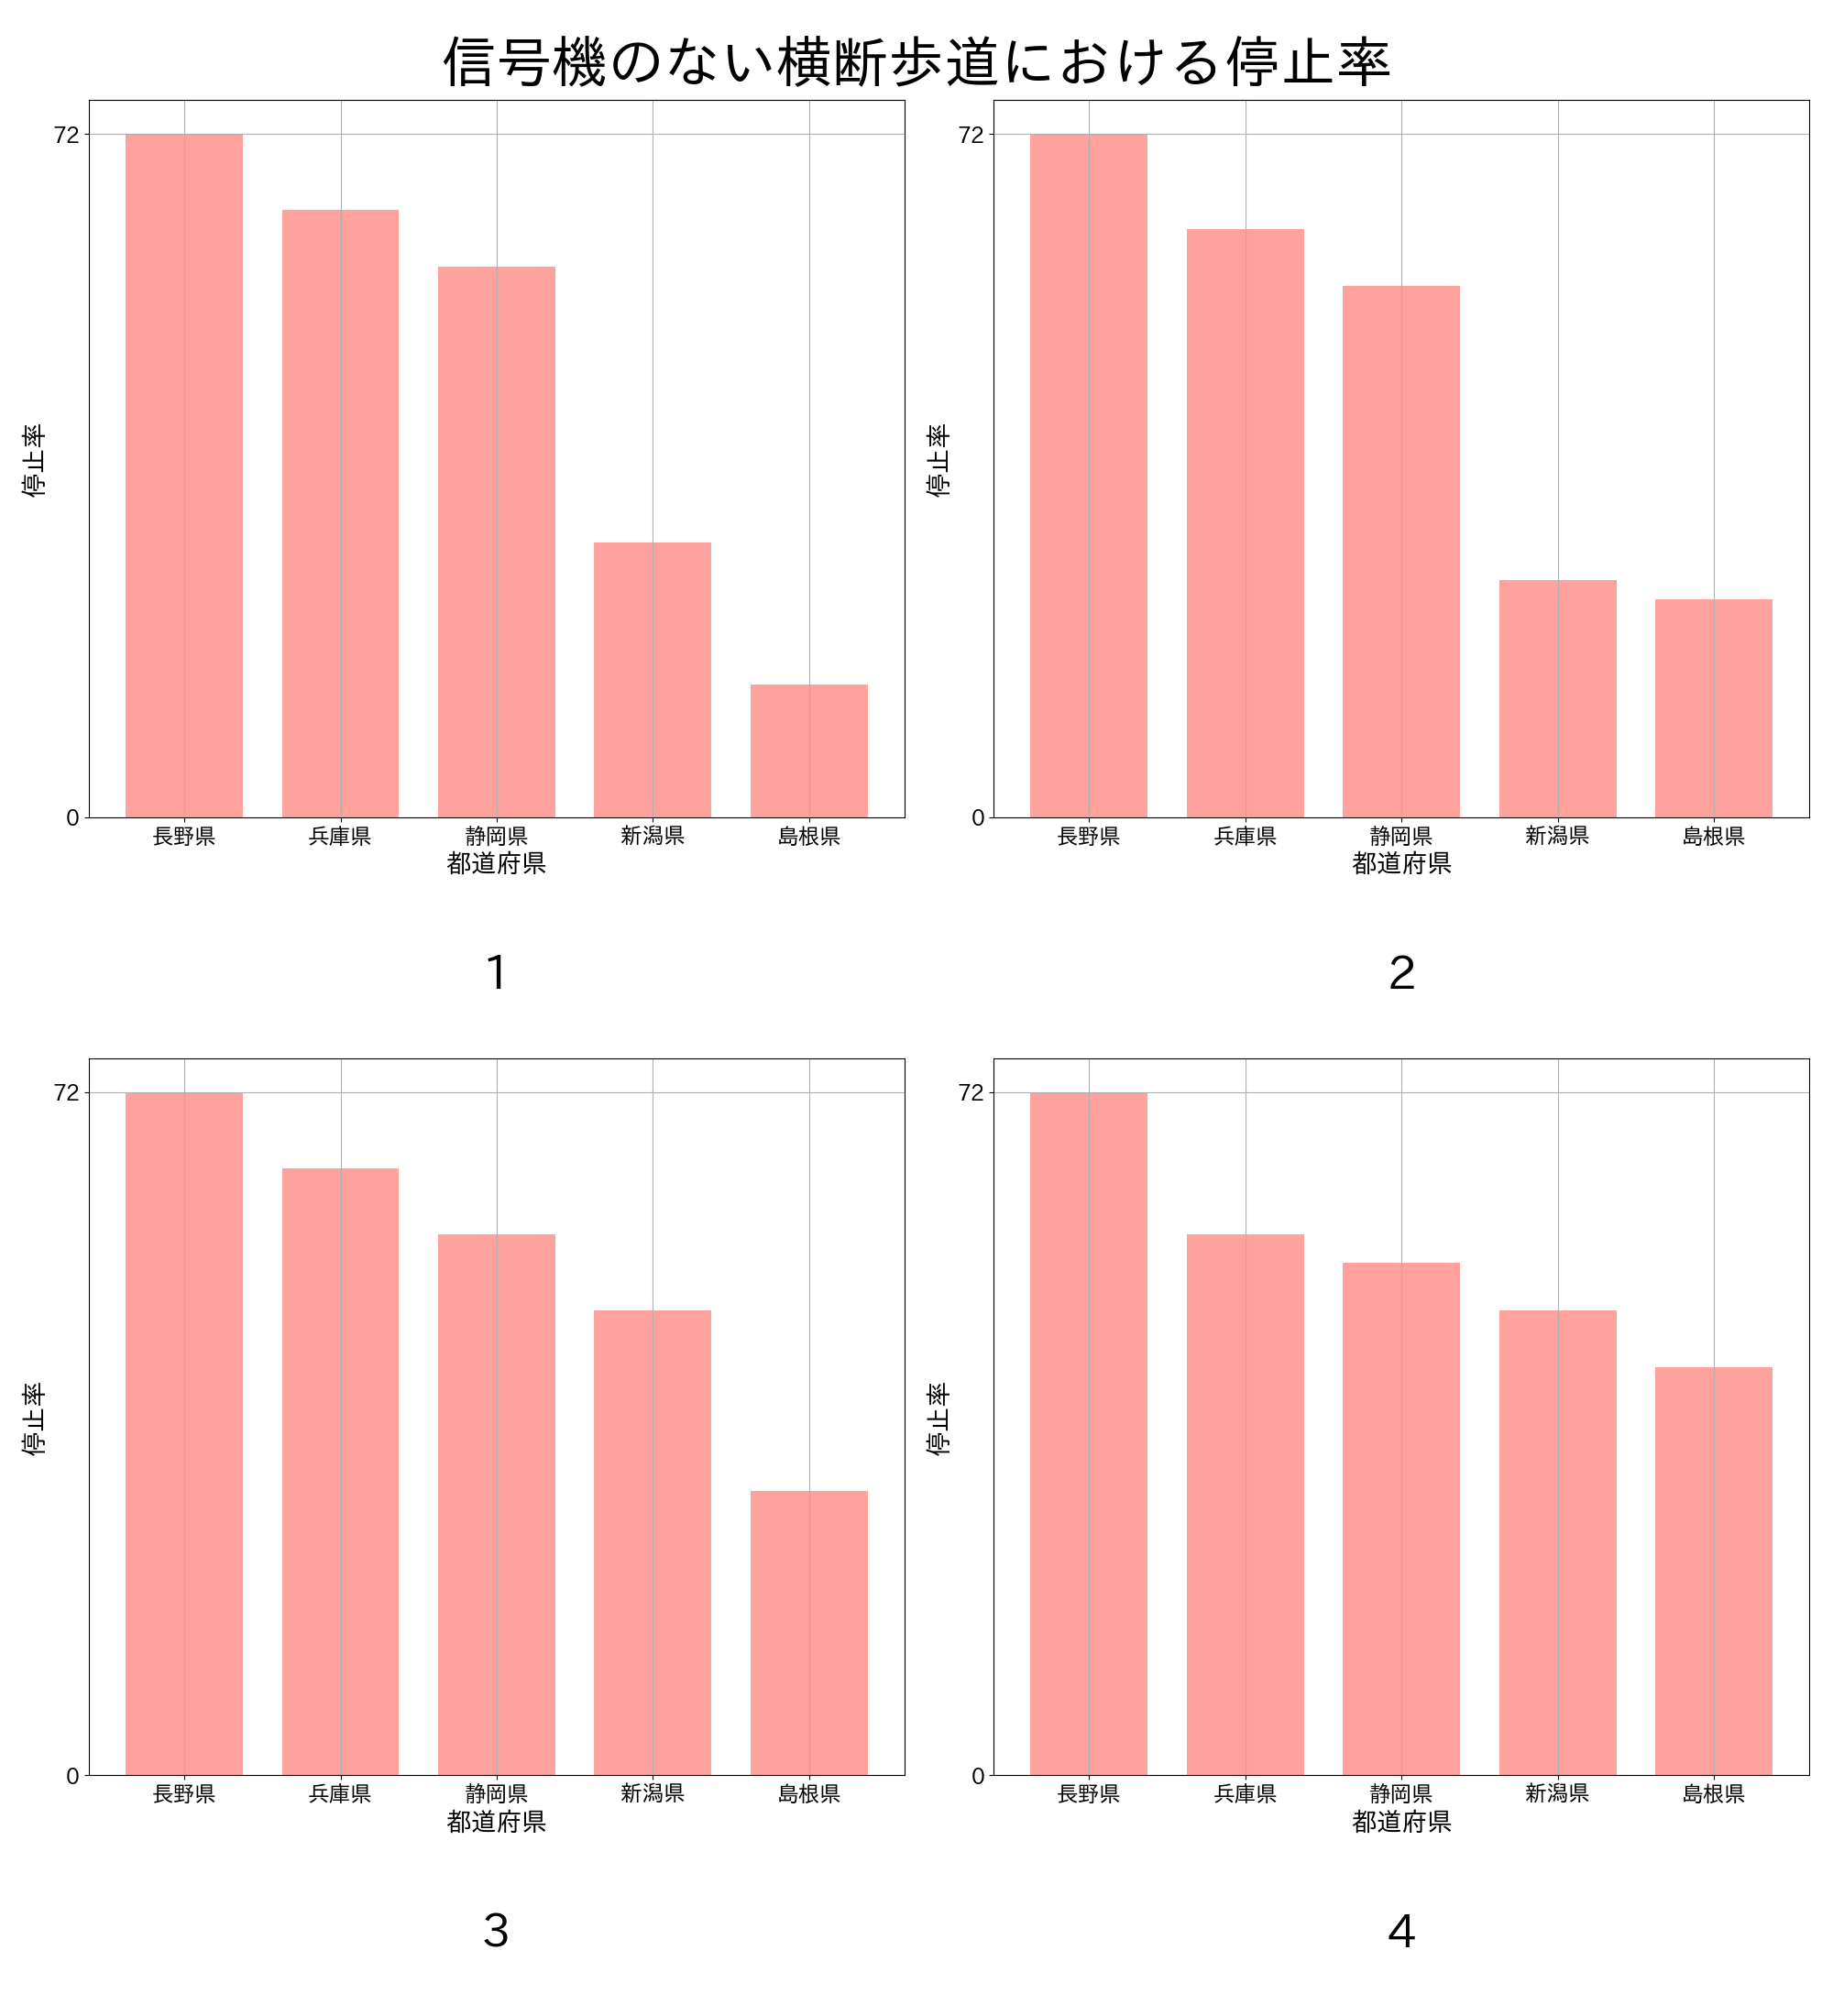 信号機のない横断歩道における停止率
72
停止率
0
長野県 兵庫県 静岡県 新潟県 島根県
都道府県
1
72
停止率
0
長野県 兵庫県 静岡県 新潟県 島根県
都道府県
2
72
停止率
0
長野県 兵庫県 静岡県 新潟県 島根県
都道府県
3
72
停止率
0
長野県 兵庫県 静岡県 新潟県 島根県
都道府県
4